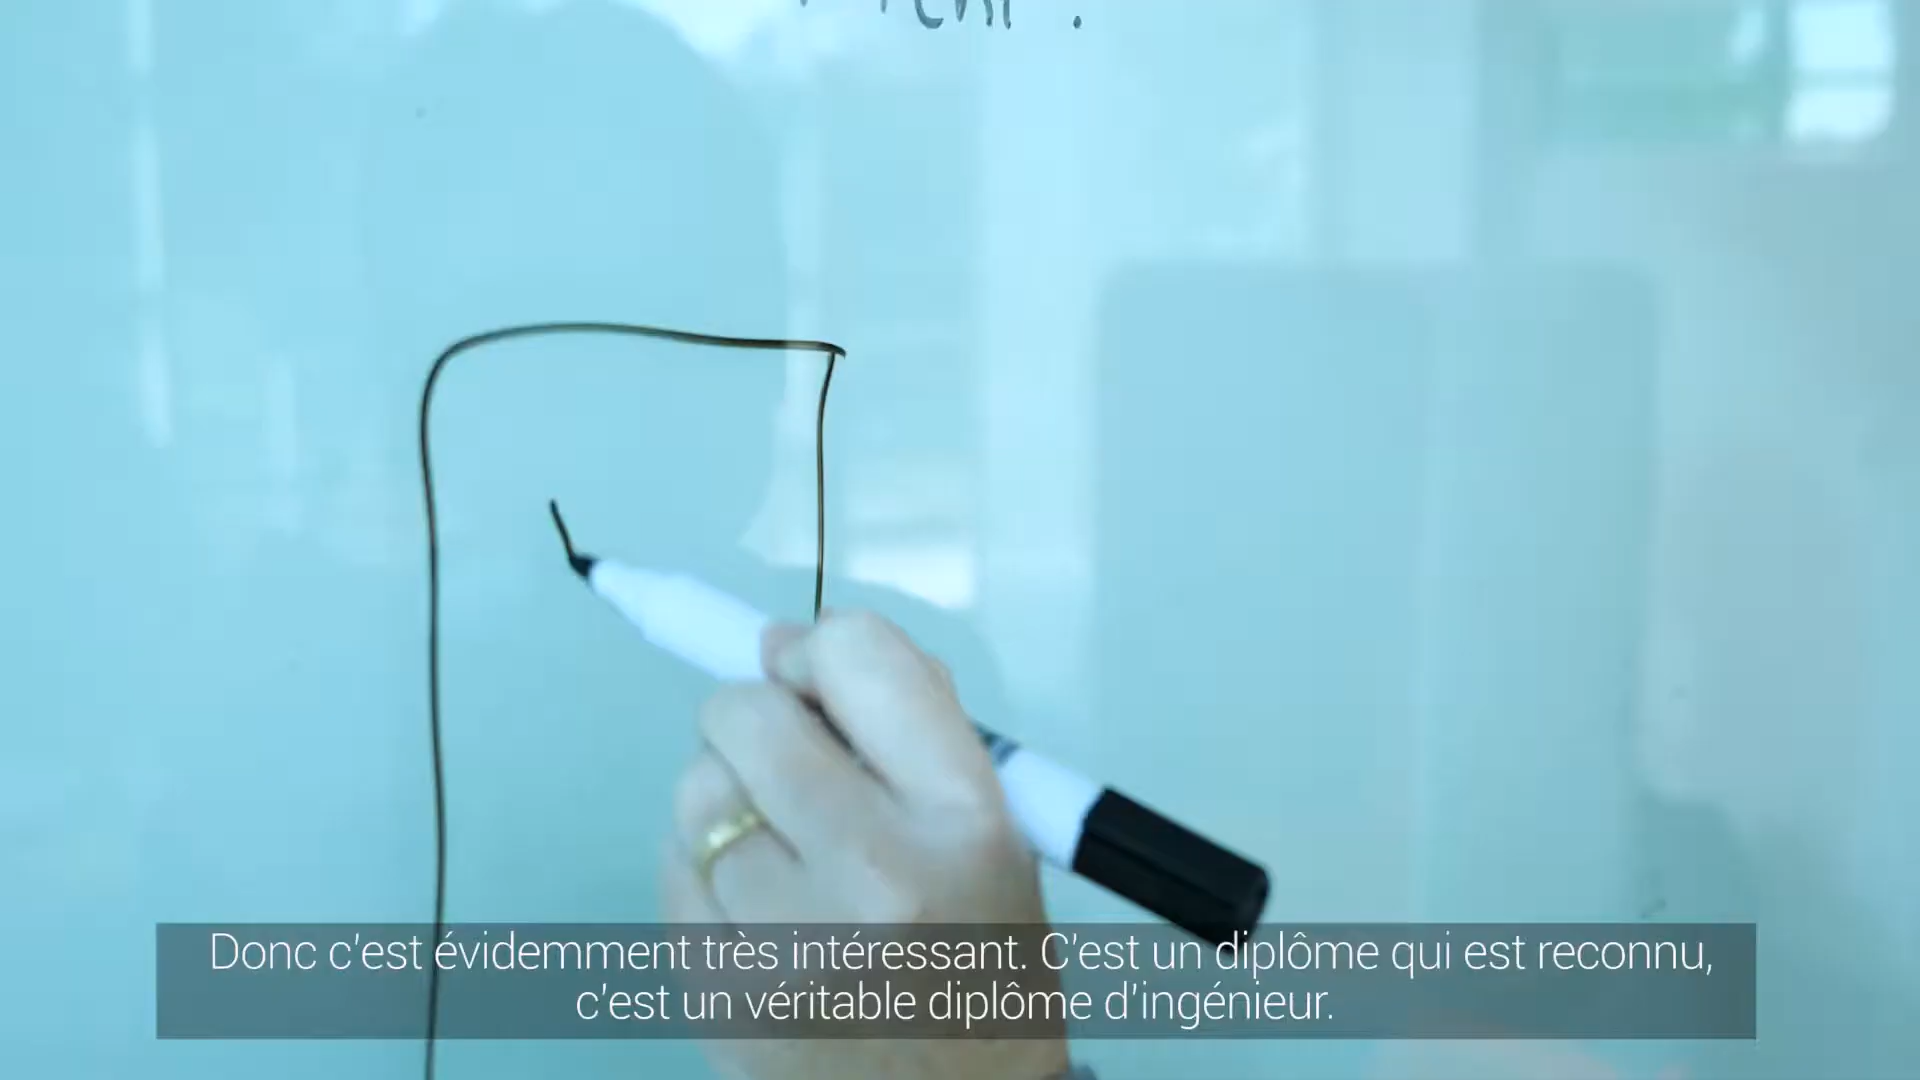 Donc c'est évidemment très intéressant. C'est un diplôme qui est reconnu,
c'est un véritable diplôme d'ingénieur.